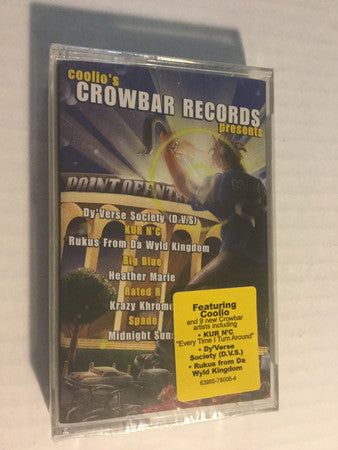 coolio's
CROWBAR RECORDS
presents
POINT OF ENTRY
Dy'Verse Society (D.V.S)
KUR N'C
Rukus From Da Wyld Kingdom
Big Blue
Heather Marie
Rated R
Krazy Khrome
Spade
Midnight Sun
Featuring
Coolio
and 9 new Crowbar
artists including
• KUR N'C
"Every Time I Turn Around"
• Dy'Verse
Society (D.V.S.)
• Rukus from Da
Wyld Kingdom
63985-78006-4